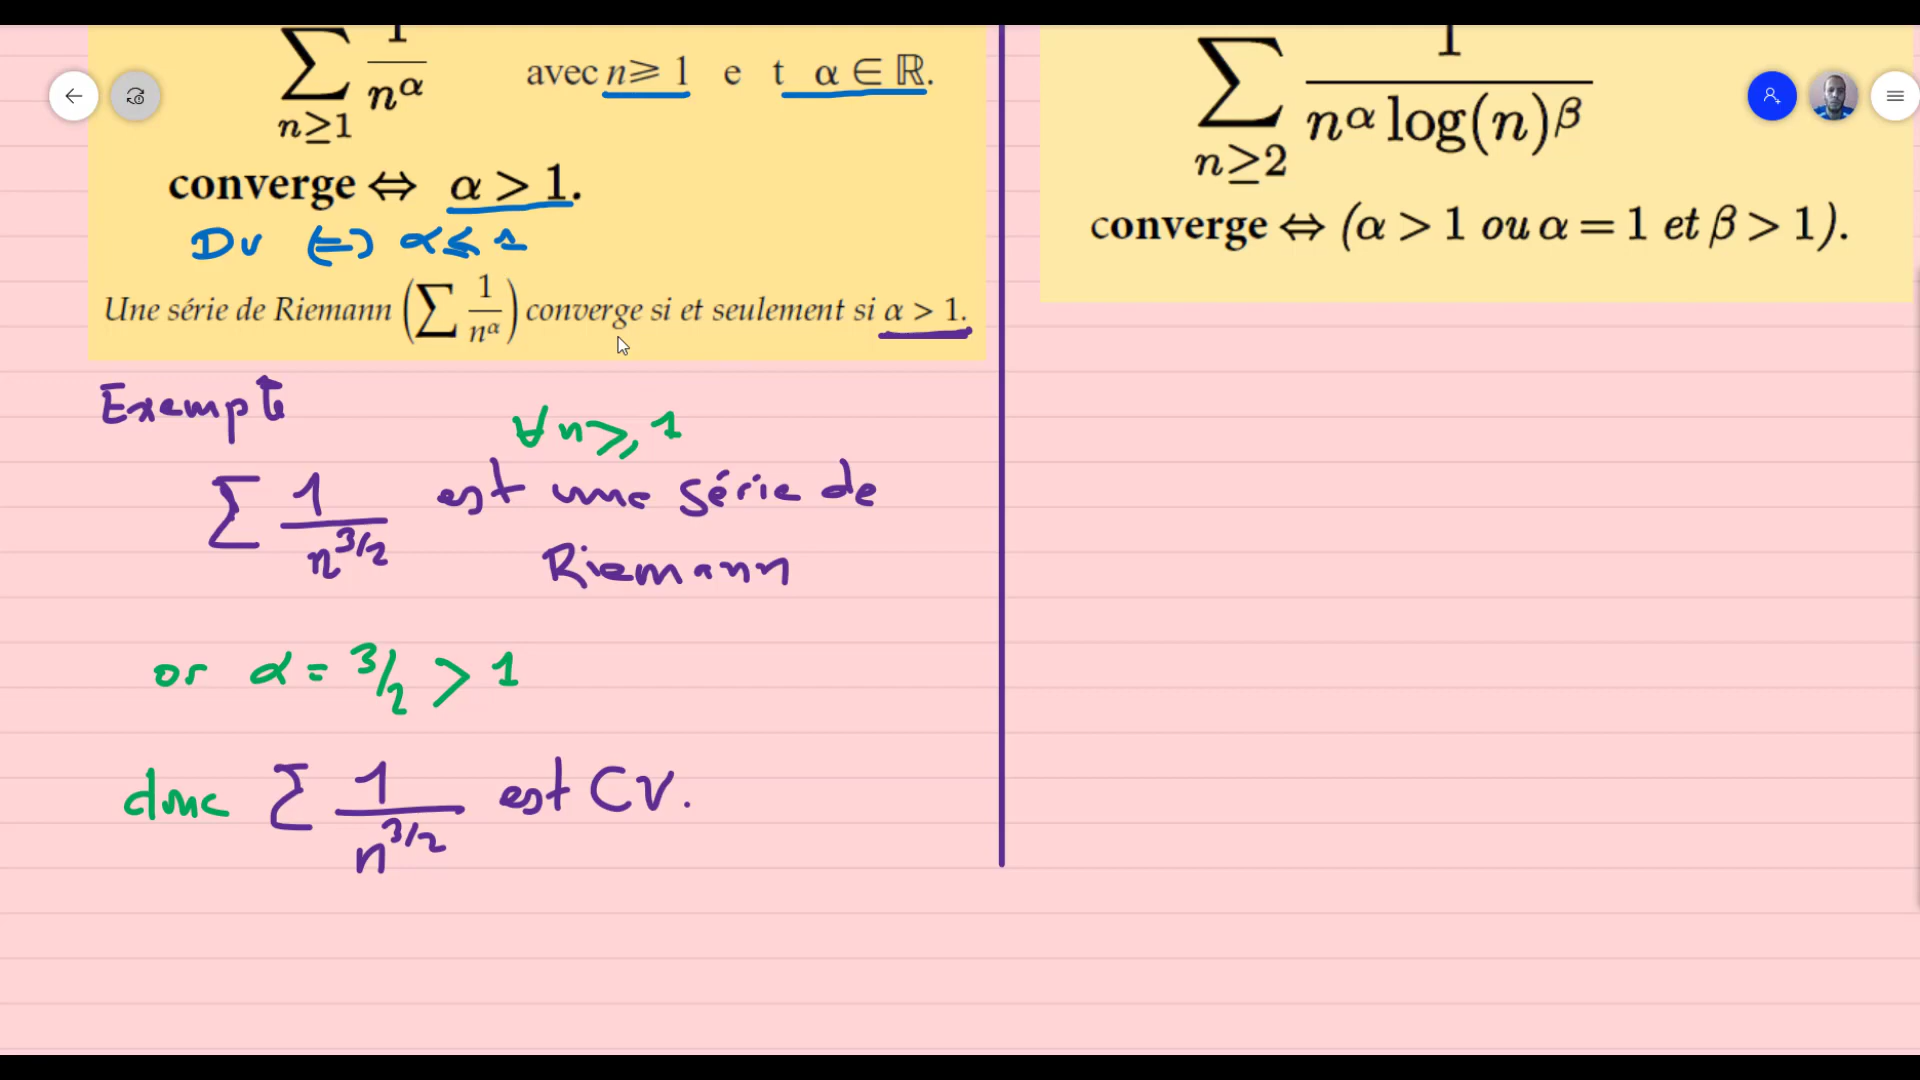 ∑_{n≥1} 1/n^α avec n ⩾ 1 e t α ∈ ℝ.
converge ⇔ α > 1.
DV (=) α ≤ 1
Une série de Riemann (∑ 1/n^α) converge si et seulement si α > 1.
Exemple
∀ n ⩾ 1
∑ 1/n^{3/2} est une série de
Riemann
or α = 3/2 > 1
donc ∑ 1/n^{3/2} est CV.
∑_{n≥2} 1/(n^α log(n)^β)
converge ⇔ (α > 1 ou α = 1 et β > 1).